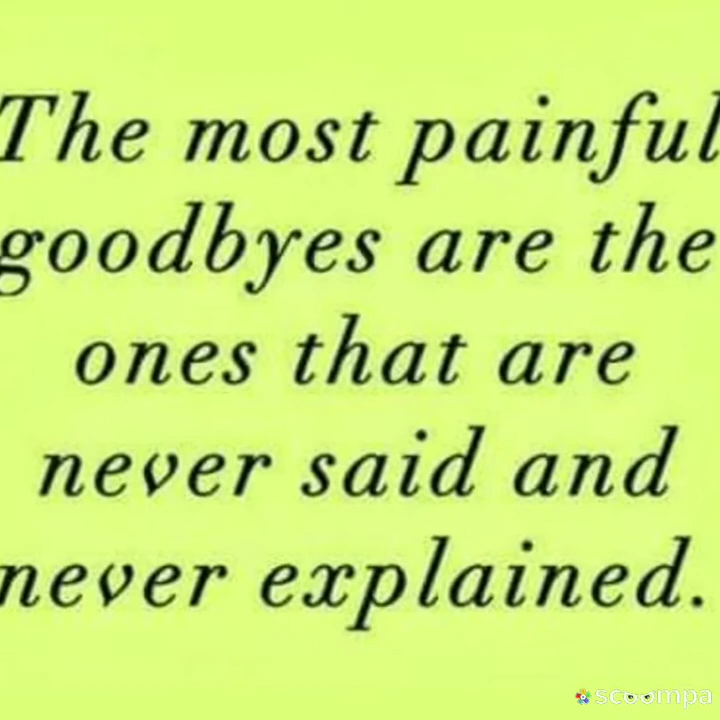 The most painful
goodbyes are the
ones that are
never said and
never explained.
scoompa